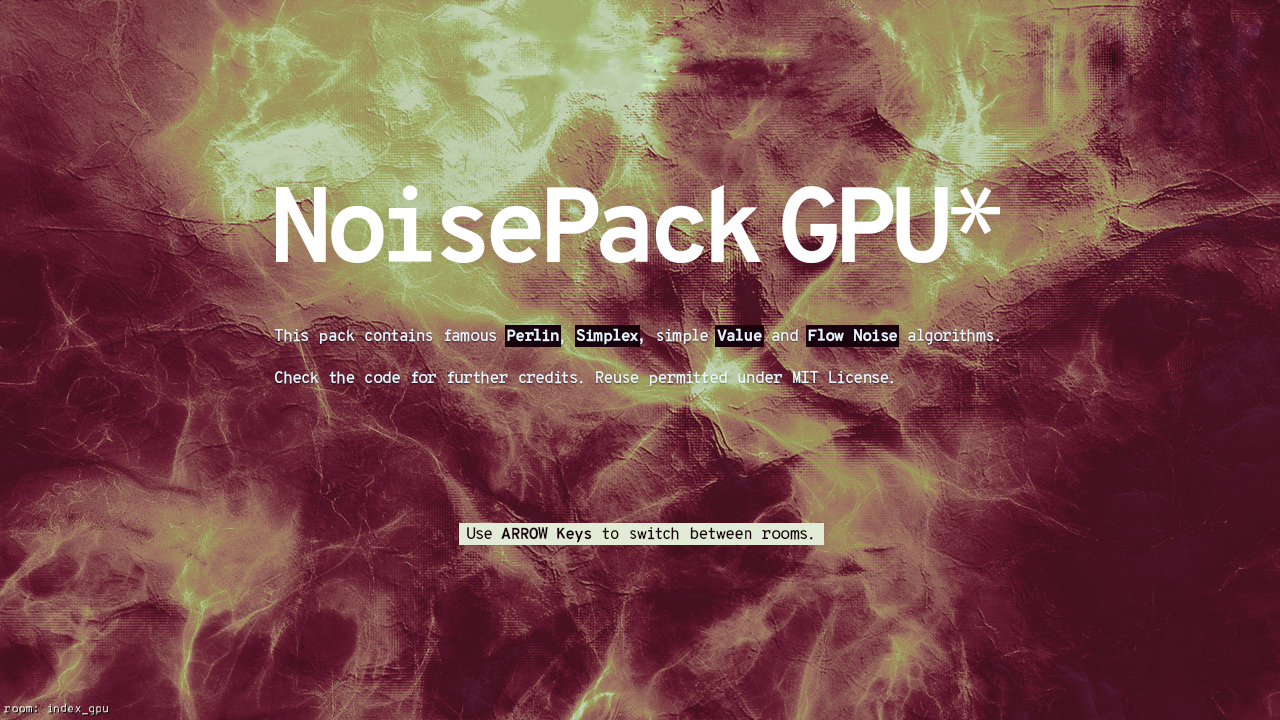 NoisePack GPU*
This pack contains famous Perlin, Simplex, simple Value and Flow Noise algorithms.
Check the code for further credits. Reuse permitted under MIT License.
Use ARROW Keys to switch between rooms.
room: index_gpu